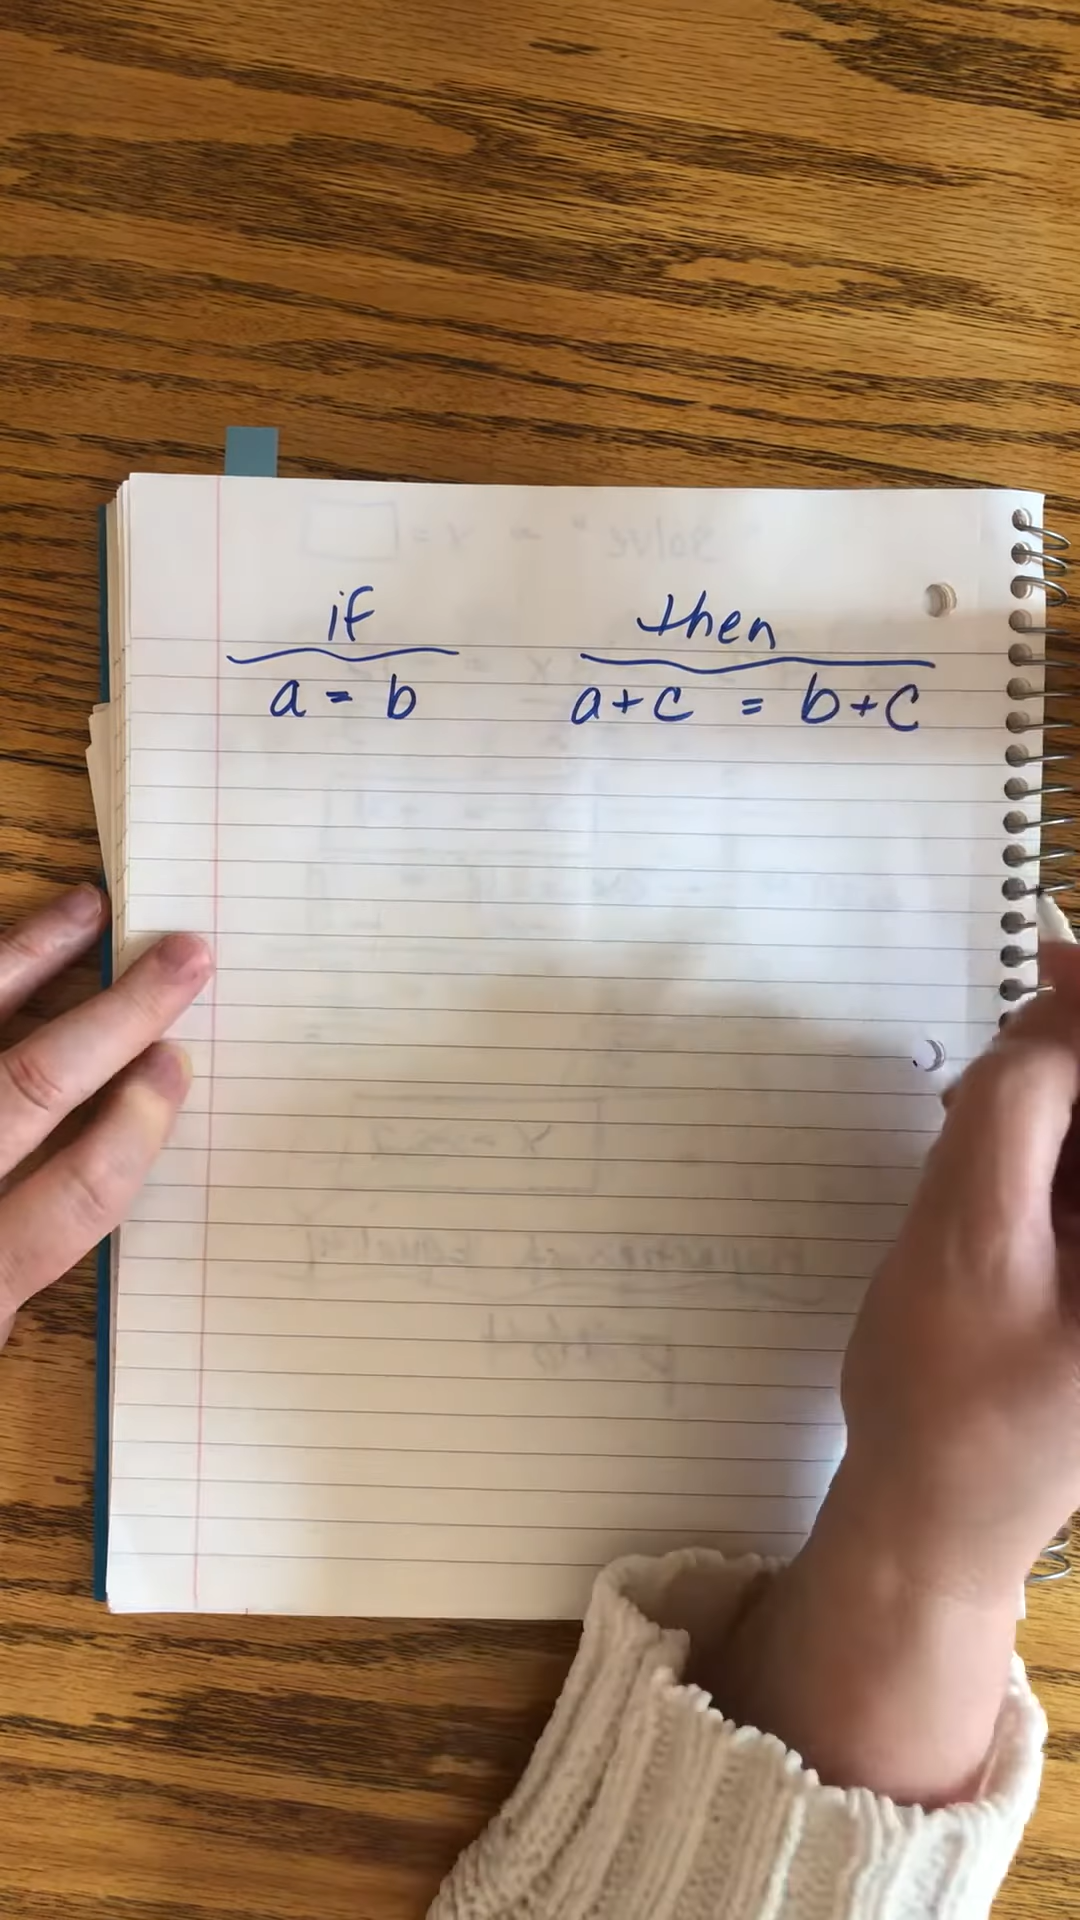 if then
a = b a+c = b+c